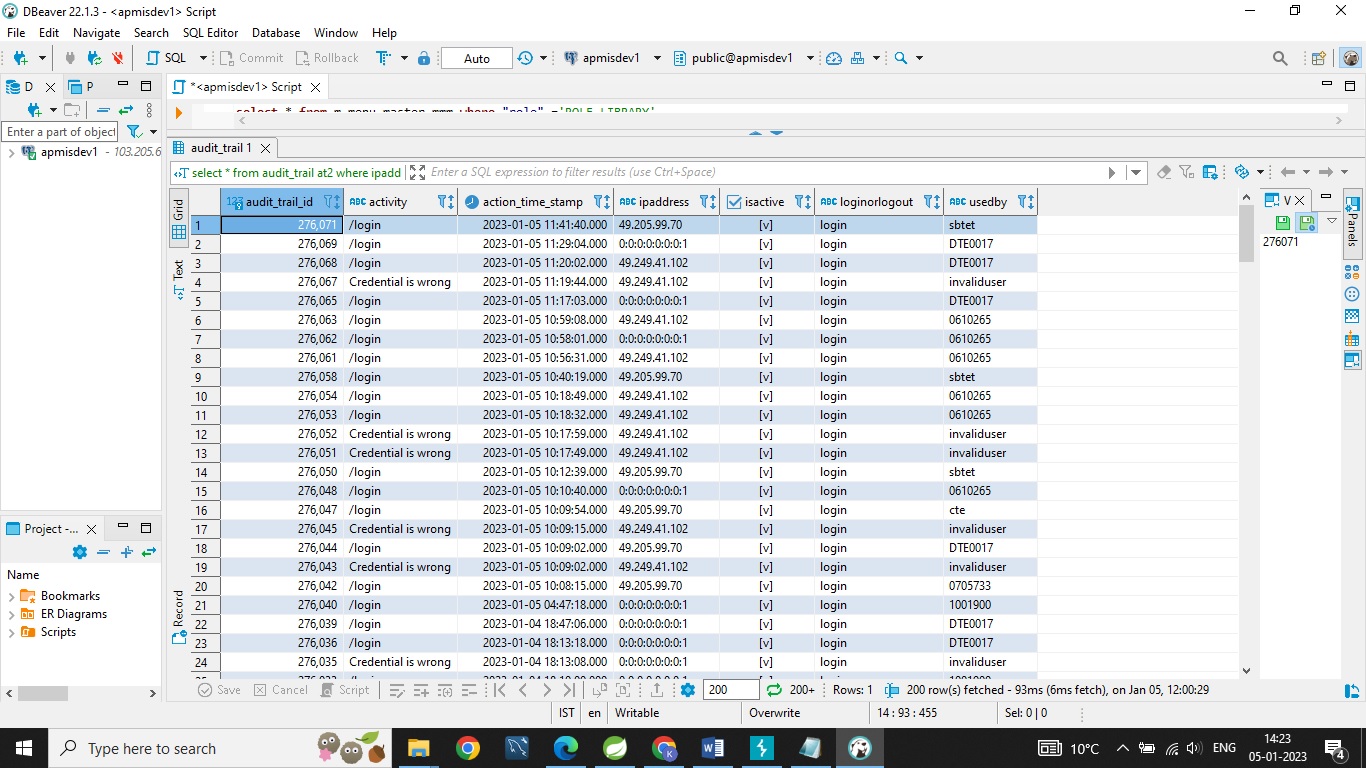 DBeaver 22.1.3 - <apmisdev1> Script
File Edit Navigate Search SQL Editor Database Window Help
SQL Commit Rollback Auto apmisdev1 public@apmisdev1
D P *<apmisdev1> Script
select * from m_menu_master mmm where "role" ='ROLE_LIBRARY'
Enter a part of object
apmisdev1 - 103.205.6
audit_trail 1
select * from audit_trail at2 where ipadd Enter a SQL expression to filter results (use Ctrl+Space)
Grid
Text
Record
123 audit_trail_id ABC activity action_time_stamp ABC ipaddress isactive ABC loginorlogout ABC usedby
1 276,071 /login 2023-01-05 11:41:40.000 49.205.99.70 [v] login sbtet
2 276,069 /login 2023-01-05 11:29:04.000 0:0:0:0:0:0:0:1 [v] login DTE0017
3 276,068 /login 2023-01-05 11:20:02.000 49.249.41.102 [v] login DTE0017
4 276,067 Credential is wrong 2023-01-05 11:19:44.000 49.249.41.102 [v] login invaliduser
5 276,065 /login 2023-01-05 11:17:03.000 0:0:0:0:0:0:0:1 [v] login DTE0017
6 276,063 /login 2023-01-05 10:59:08.000 49.249.41.102 [v] login 0610265
7 276,062 /login 2023-01-05 10:58:01.000 0:0:0:0:0:0:0:1 [v] login 0610265
8 276,061 /login 2023-01-05 10:56:31.000 49.249.41.102 [v] login 0610265
9 276,058 /login 2023-01-05 10:40:19.000 49.205.99.70 [v] login sbtet
10 276,054 /login 2023-01-05 10:18:49.000 49.249.41.102 [v] login 0610265
11 276,053 /login 2023-01-05 10:18:32.000 49.249.41.102 [v] login 0610265
12 276,052 Credential is wrong 2023-01-05 10:17:59.000 49.249.41.102 [v] login invaliduser
13 276,051 Credential is wrong 2023-01-05 10:17:49.000 49.249.41.102 [v] login invaliduser
14 276,050 /login 2023-01-05 10:12:39.000 49.205.99.70 [v] login sbtet
15 276,048 /login 2023-01-05 10:10:40.000 0:0:0:0:0:0:0:1 [v] login 0610265
16 276,047 /login 2023-01-05 10:09:54.000 49.205.99.70 [v] login cte
17 276,045 Credential is wrong 2023-01-05 10:09:15.000 49.249.41.102 [v] login invaliduser
18 276,044 /login 2023-01-05 10:09:02.000 49.205.99.70 [v] login DTE0017
19 276,043 Credential is wrong 2023-01-05 10:09:02.000 49.249.41.102 [v] login invaliduser
20 276,042 /login 2023-01-05 10:08:15.000 49.205.99.70 [v] login 0705733
21 276,040 /login 2023-01-05 04:47:18.000 0:0:0:0:0:0:0:1 [v] login 1001900
22 276,039 /login 2023-01-04 18:47:06.000 0:0:0:0:0:0:0:1 [v] login DTE0017
23 276,036 /login 2023-01-04 18:13:18.000 0:0:0:0:0:0:0:1 [v] login DTE0017
24 276,035 Credential is wrong 2023-01-04 18:13:08.000 0:0:0:0:0:0:0:1 [v] login invaliduser
V
276071
Panels
Project -...
Name
Bookmarks
ER Diagrams
Scripts
Save Cancel Script 200 200+ Rows: 1 200 row(s) fetched - 93ms (6ms fetch), on Jan 05, 12:00:29
IST en Writable Overwrite 14 : 93 : 455 Sel: 0 | 0
Type here to search
10°C ENG
14:23
05-01-2023
4